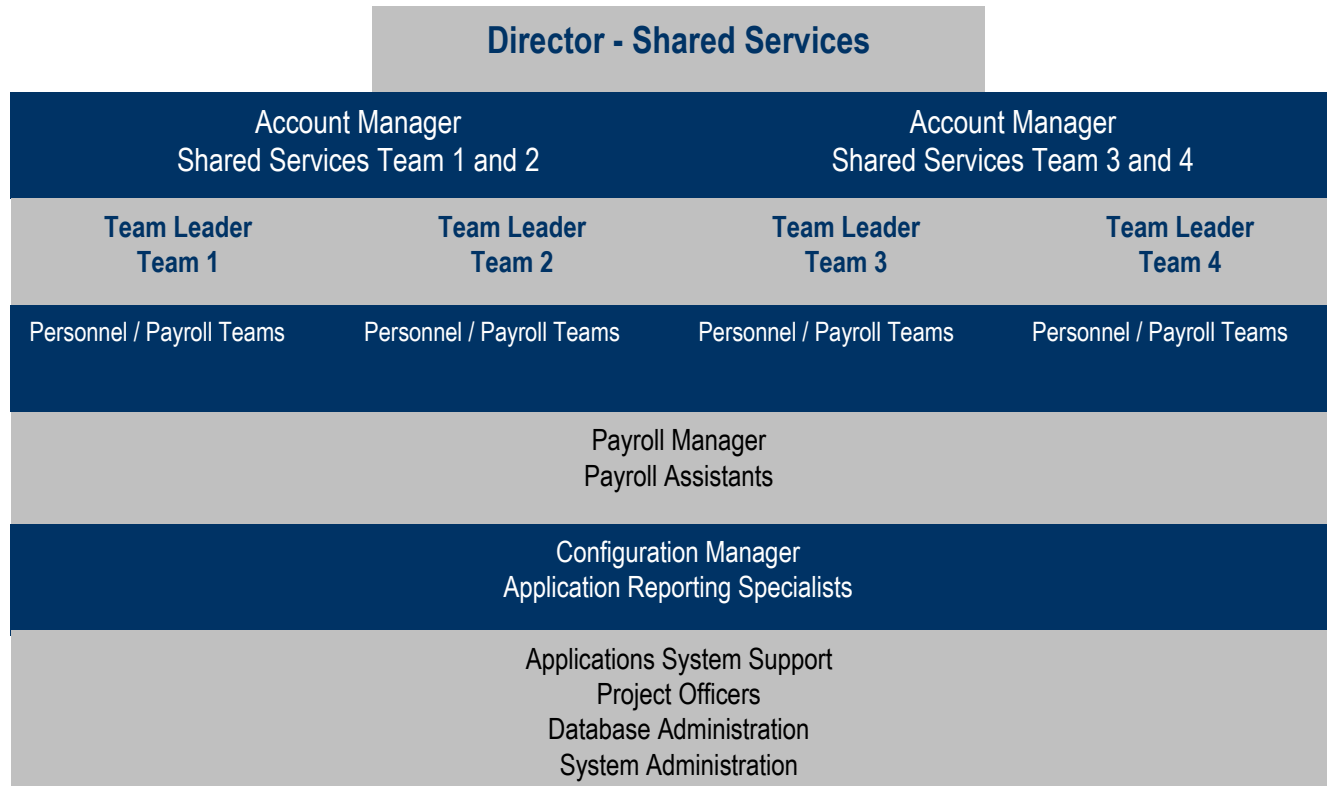 Director - Shared Services
Account Manager
Shared Services Team 1 and 2
Account Manager
Shared Services Team 3 and 4
Team Leader
Team 1
Team Leader
Team 2
Team Leader
Team 3
Team Leader
Team 4
Personnel / Payroll Teams
Personnel / Payroll Teams
Personnel / Payroll Teams
Personnel / Payroll Teams
Payroll Manager
Payroll Assistants
Configuration Manager
Application Reporting Specialists
Applications System Support
Project Officers
Database Administration
System Administration